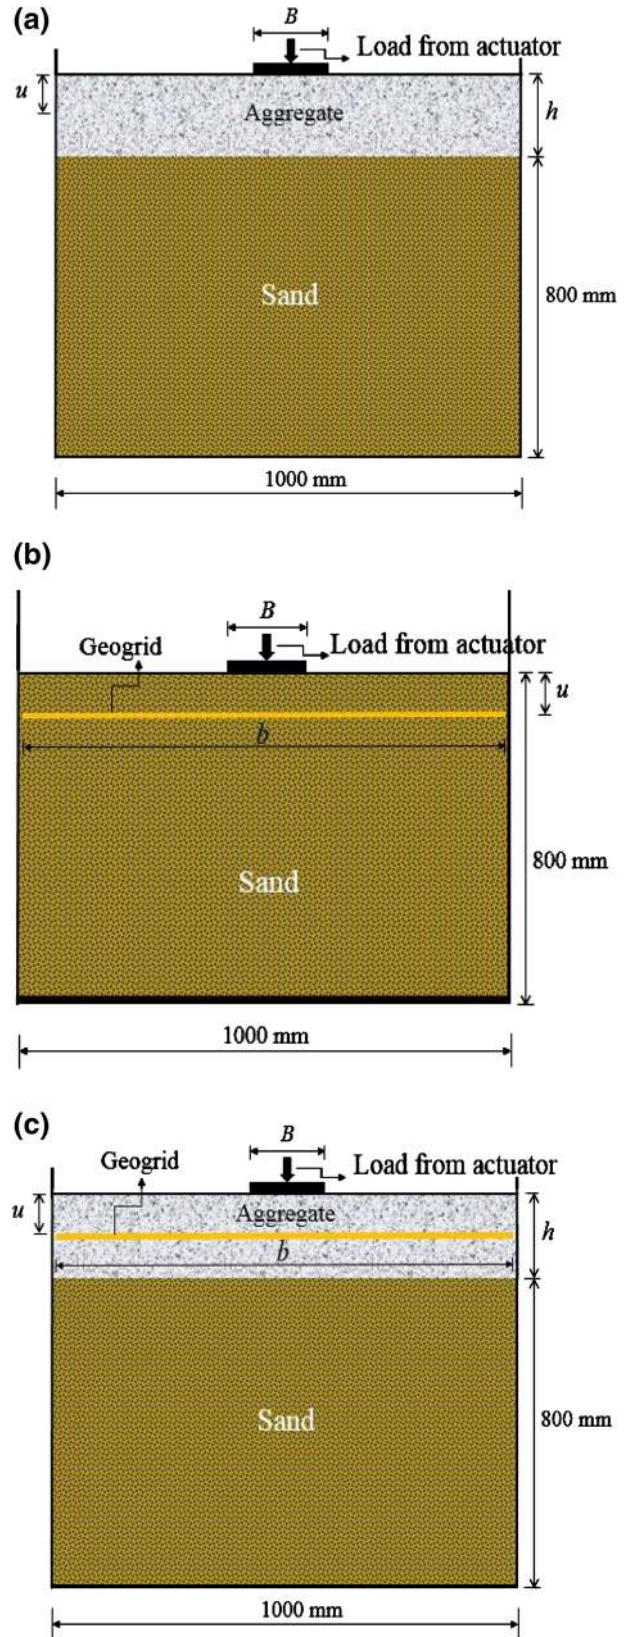 (a)
B
Load from actuator
u
Aggregate
h
Sand
800 mm
1000 mm
(b)
B
Geogrid
Load from actuator
u
b
800 mm
Sand
1000 mm
(c)
B
Geogrid
Load from actuator
u
Aggregate
h
b
Sand
800 mm
1000 mm